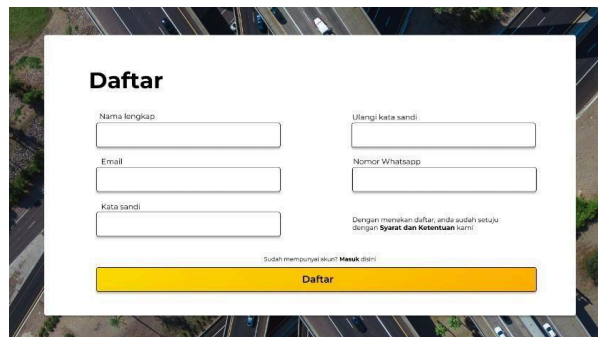 Daftar
Nama lengkap
Email
Kata sandi
Ulangi kata sandi
Nomor Whatsapp
Dengan menekan daftar, anda sudah setuju
dengan Syarat dan Ketentuan kami
Sudah mempunyai akun? Masuk disini
Daftar